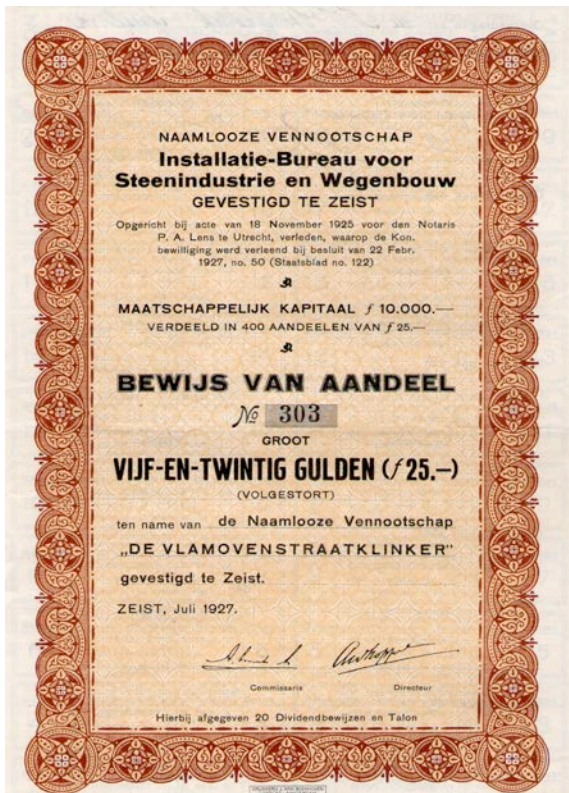 NAAMLOOZE VENNOOTSCHAP
Installatie-Bureau voor
Steenindustrie en Wegenbouw
GEVESTIGD TE ZEIST
Opgericht bij acte van 18 November 1925 voor den Notaris
P. A. Lens te Utrecht, verleden, waarop de Kon.
bewilliging werd verleend bij besluit van 22 Febr.
1927, no. 50 (Staatsblad no. 122)
MAATSCHAPPELIJK KAPITAAL ƒ 10.000.—
VERDEELD IN 400 AANDEELEN VAN ƒ 25.—
BEWIJS VAN AANDEEL
No 303
GROOT
VIJF-EN-TWINTIG GULDEN (ƒ 25.—)
(VOLGESTORT)
ten name van de Naamlooze Vennootschap
„DE VLAMOVENSTRAATKLINKER”
gevestigd te Zeist.
ZEIST, Juli 1927.
Commissaris Directeur
Hierbij afgegeven 20 Dividendbewijzen en Talon